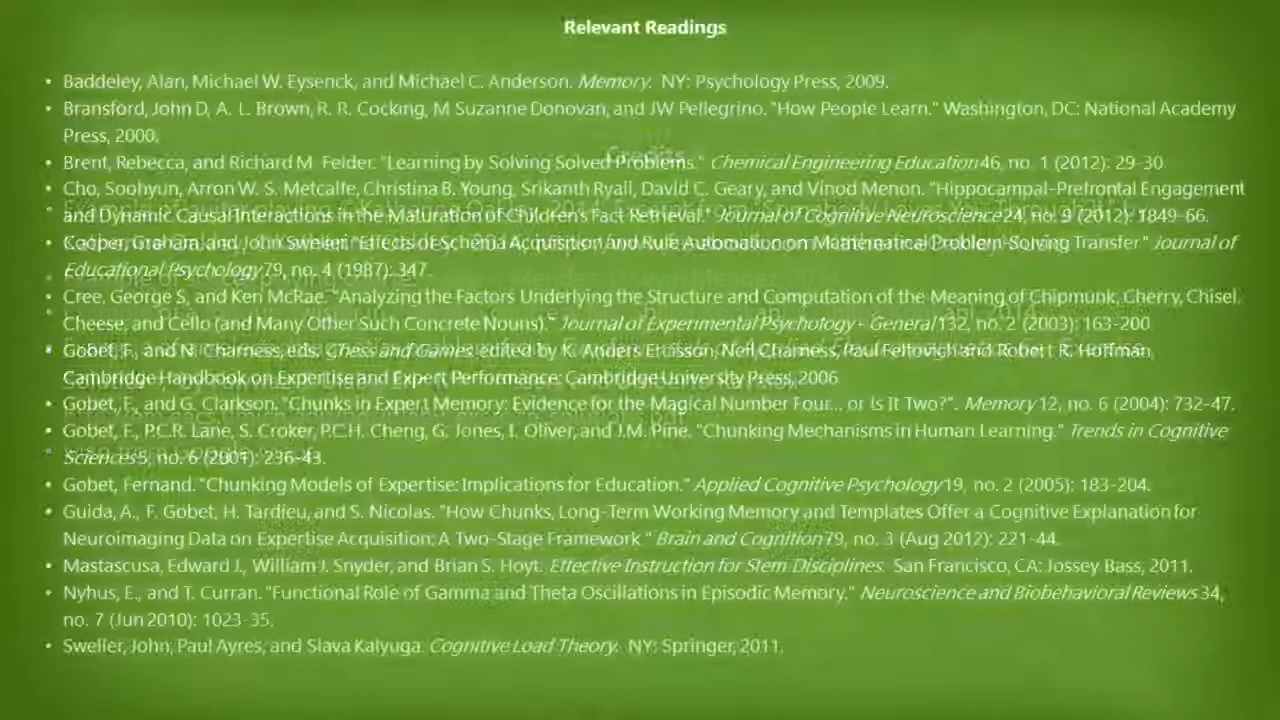 Relevant Readings
• Baddeley, Alan, Michael W. Eysenck, and Michael C. Anderson. Memory. NY: Psychology Press, 2009.
• Bransford, John D, A. L. Brown, R. R. Cocking, M Suzanne Donovan, and JW Pellegrino. "How People Learn." Washington, DC: National Academy
Press, 2000.
Credits
• Brent, Rebecca, and Richard M Felder. "Learning by Solving Solved Problems." Chemical Engineering Education 46, no. 1 (2012): 29-30.
• Cho, Soohyun, Arron W. S. Metcalfe, Christina B. Young, Srikanth Ryali, David C. Geary, and Vinod Menon. "Hippocampal-Prefrontal Engagement
and Dynamic Causal Interactions in the Maturation of Children's Fact Retrieval." Journal of Cognitive Neuroscience 24, no. 9 (2012): 1849-66.
• Cooper, Graham, and John Sweller. "Effects of Schema Acquisition and Rule Automation on Mathematical Problem-Solving Transfer" Journal of
Educational Psychology 79, no. 4 (1987): 347.
• Cree, George S, and Ken McRae. "Analyzing the Factors Underlying the Structure and Computation of the Meaning of Chipmunk, Cherry, Chisel,
Cheese, and Cello (and Many Other Such Concrete Nouns)." Journal of Experimental Psychology - General 132, no. 2 (2003): 163-200
• Gobet, F., and N. Charness, eds. Chess and Games edited by K. Anders Ericsson, Neil Charness, Paul Feltovich and Robert R. Hoffman,
Cambridge Handbook on Expertise and Expert Performance: Cambridge University Press, 2006
• Gobet, F., and G. Clarkson. "Chunks in Expert Memory: Evidence for the Magical Number Four... or Is It Two?". Memory 12, no. 6 (2004): 732-47.
• Gobet, F., P.C.R. Lane, S. Croker, P.C.H. Cheng, G. Jones, I. Oliver, and J.M. Pine. "Chunking Mechanisms in Human Learning." Trends in Cognitive
Sciences 5, no. 6 (2001): 236-43.
• Gobet, Fernand. "Chunking Models of Expertise: Implications for Education." Applied Cognitive Psychology 19, no. 2 (2005): 183-204.
• Guida, A., F. Gobet, H. Tardieu, and S. Nicolas. "How Chunks, Long-Term Working Memory and Templates Offer a Cognitive Explanation for
Neuroimaging Data on Expertise Acquisition: A Two-Stage Framework." Brain and Cognition 79, no. 3 (Aug 2012): 221-44.
• Mastascusa, Edward J., William J. Snyder, and Brian S. Hoyt. Effective Instruction for Stem Disciplines. San Francisco, CA: Jossey Bass, 2011.
• Nyhus, E., and T. Curran. "Functional Role of Gamma and Theta Oscillations in Episodic Memory." Neuroscience and Biobehavioral Reviews 34,
no. 7 (Jun 2010): 1023-35.
• Sweller, John, Paul Ayres, and Slava Kalyuga. Cognitive Load Theory. NY: Springer, 2011.